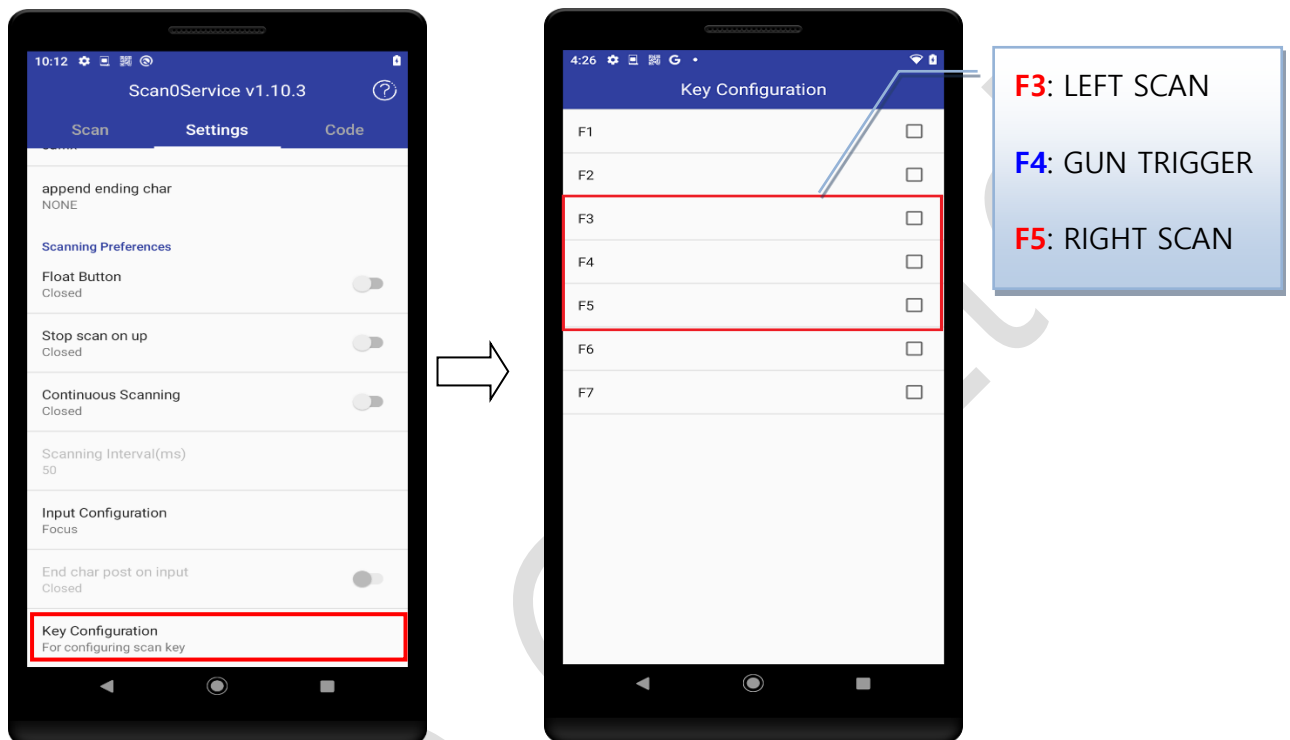 10:12
Scan0Service v1.10.3
Scan Settings Code
append ending char
NONE
Scanning Preferences
Float Button
Closed
Stop scan on up
Closed
Continuous Scanning
Closed
Scanning Interval(ms)
50
Input Configuration
Focus
End char post on input
Closed
Key Configuration
For configuring scan key
4:26 G
Key Configuration
F1
F2
F3
F4
F5
F6
F7
F3: LEFT SCAN
F4: GUN TRIGGER
F5: RIGHT SCAN